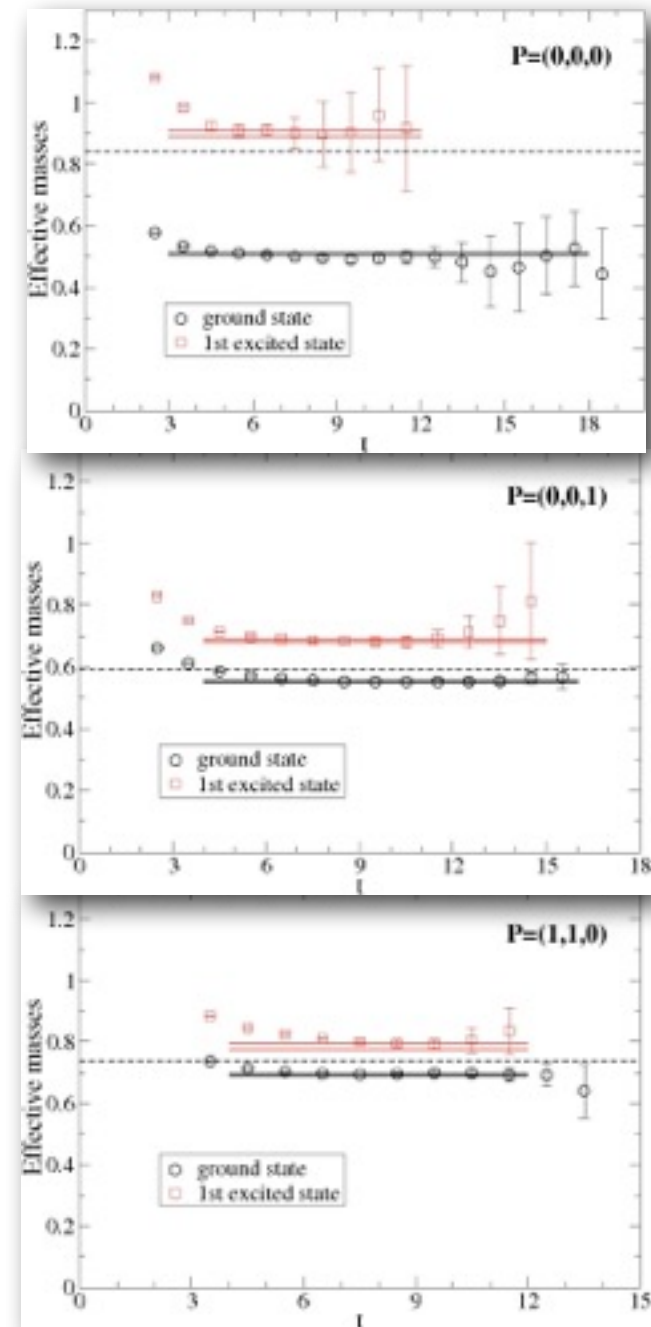 P=(0,0,0)
Effective masses
1.2
1
0.8
0.6
0.4
0.2
0
ground state
1st excited state
0
3
6
9
12
15
18
t
P=(0,0,1)
Effective masses
1.2
1
0.8
0.6
0.4
0.2
0
ground state
1st excited state
0
3
6
9
12
15
18
t
P=(1,1,0)
Effective masses
1.2
1
0.8
0.6
0.4
0.2
0
ground state
1st excited state
0
3
6
9
12
15
t